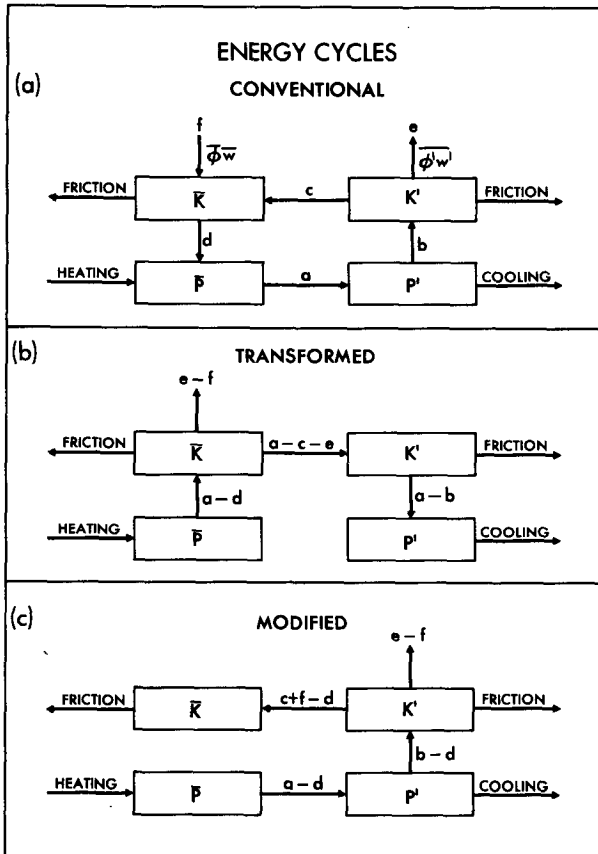 ENERGY CYCLES
(a)
CONVENTIONAL
f
e
ϕ̄w̄
ϕ'w'
FRICTION
K̄
c
K'
FRICTION
d
b
HEATING
P̄
a
P'
COOLING
(b)
TRANSFORMED
e – f
FRICTION
K̄
a – c – e
K'
FRICTION
a – d
a – b
HEATING
P̄
P'
COOLING
(c)
MODIFIED
e – f
FRICTION
K̄
c+f – d
K'
FRICTION
b – d
HEATING
P̄
a – d
P'
COOLING